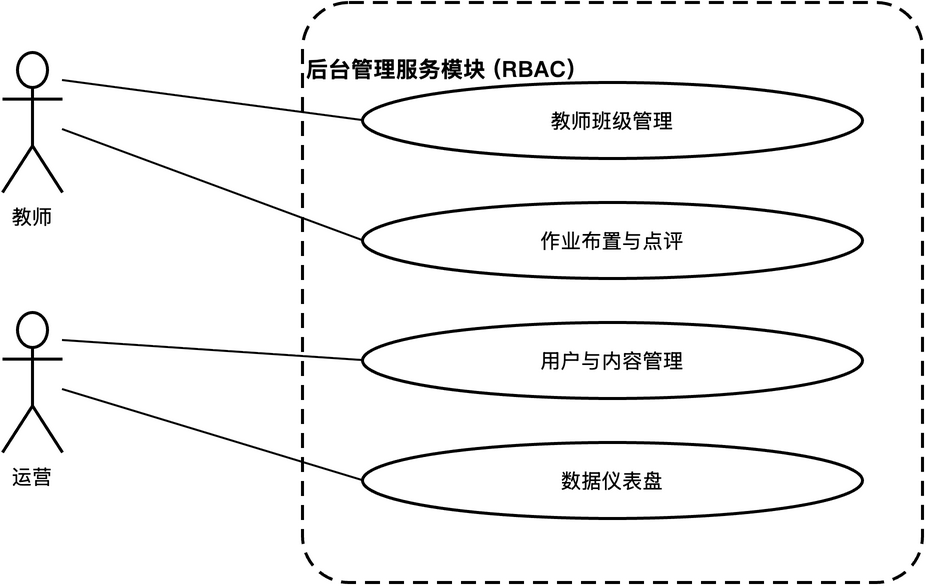 后台管理服务模块 (RBAC)
教师班级管理
教师
作业布置与点评
用户与内容管理
运营
数据仪表盘